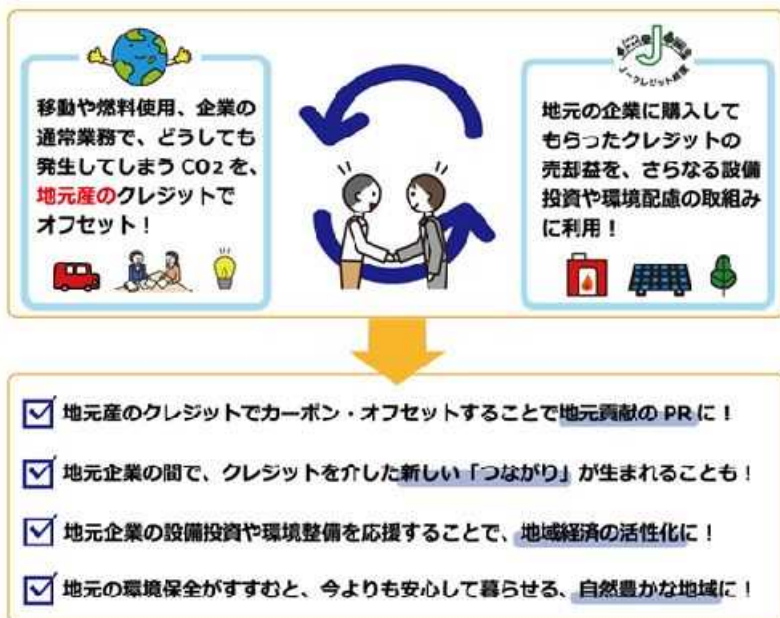 移動や燃料使用、企業の
通常業務で、どうしても
発生してしまう CO2 を、
地元産のクレジットで
オフセット！
J-クレジット制度
地元の企業に購入して
もらったクレジットの
売却益を、さらなる設備
投資や環境配慮の取組み
に利用！
地元産のクレジットでカーボン・オフセットすることで地元貢献の PR に！
地元企業の間で、クレジットを介した新しい「つながり」が生まれることも！
地元企業の設備投資や環境整備を応援することで、地域経済の活性化に！
地元の環境保全がすすむと、今よりも安心して暮らせる、自然豊かな地域に！